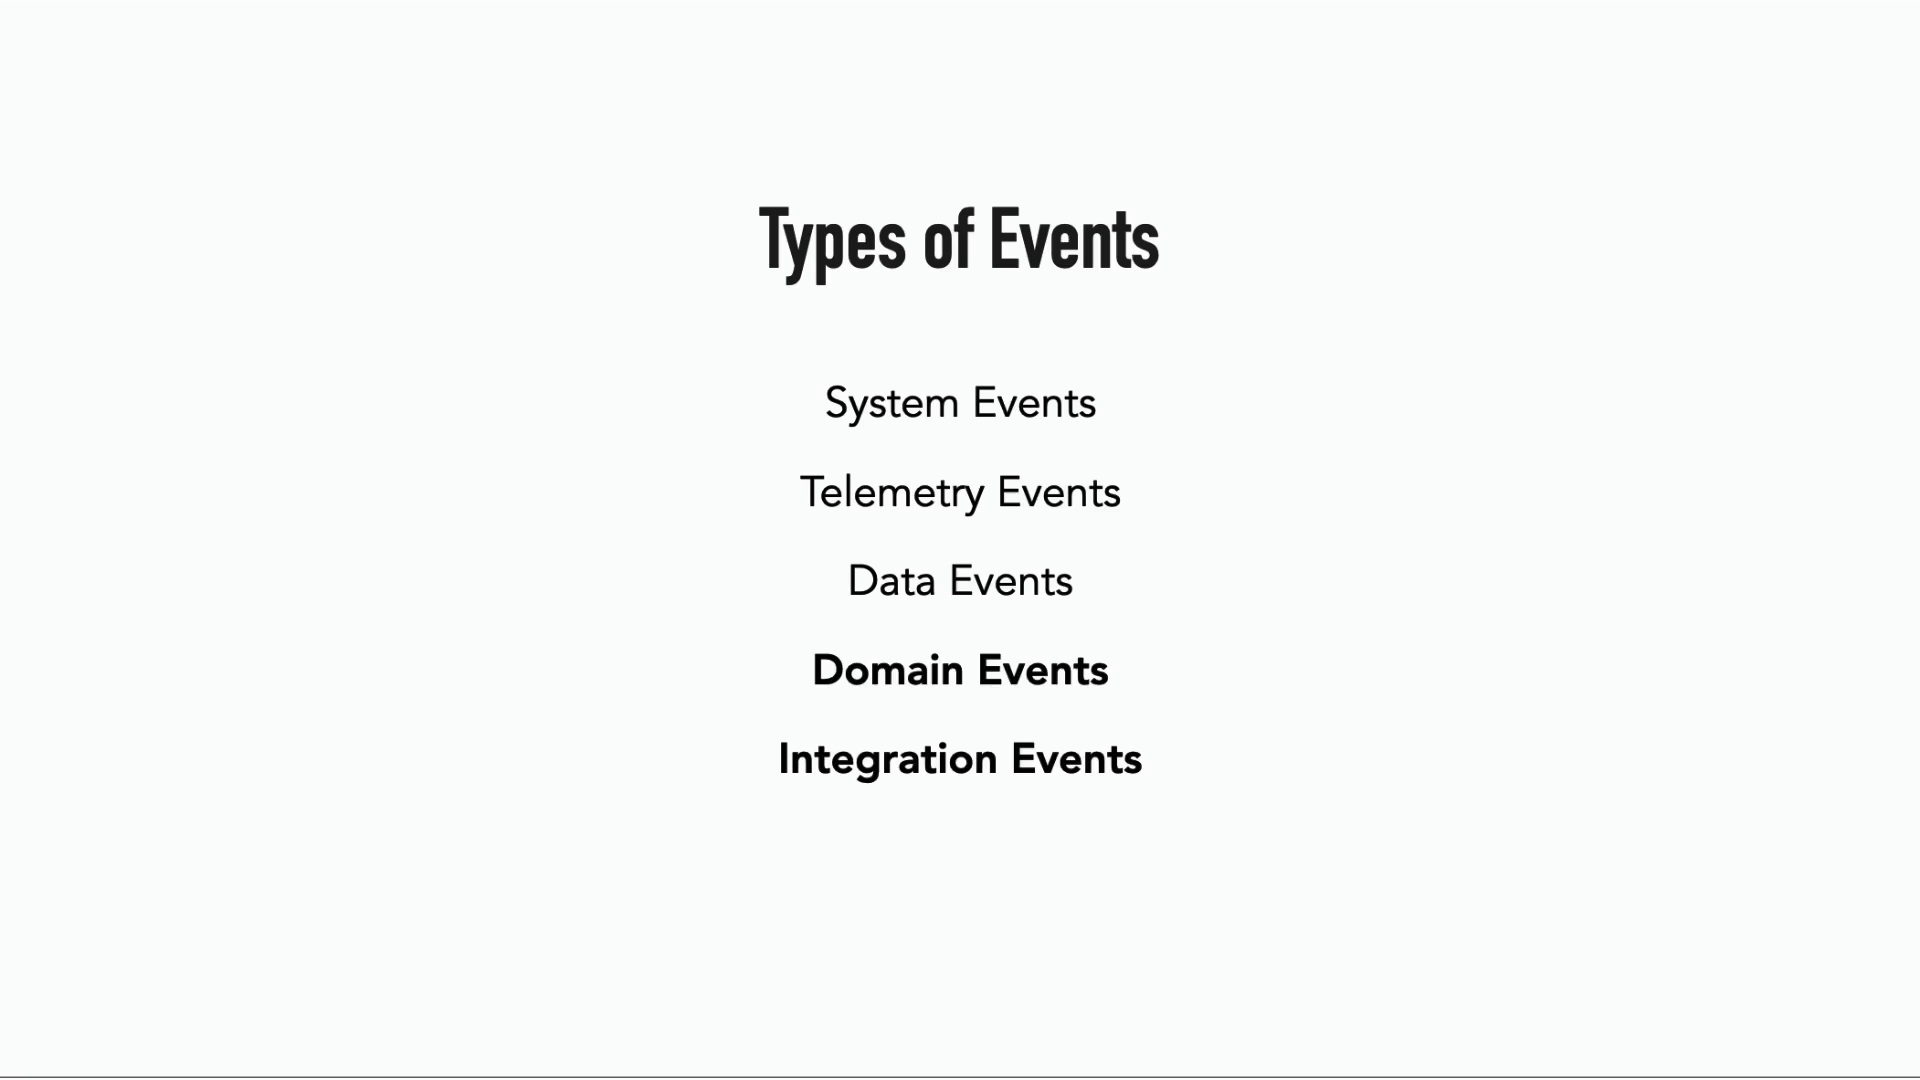 Types of Events
System Events
Telemetry Events
Data Events
Domain Events
Integration Events